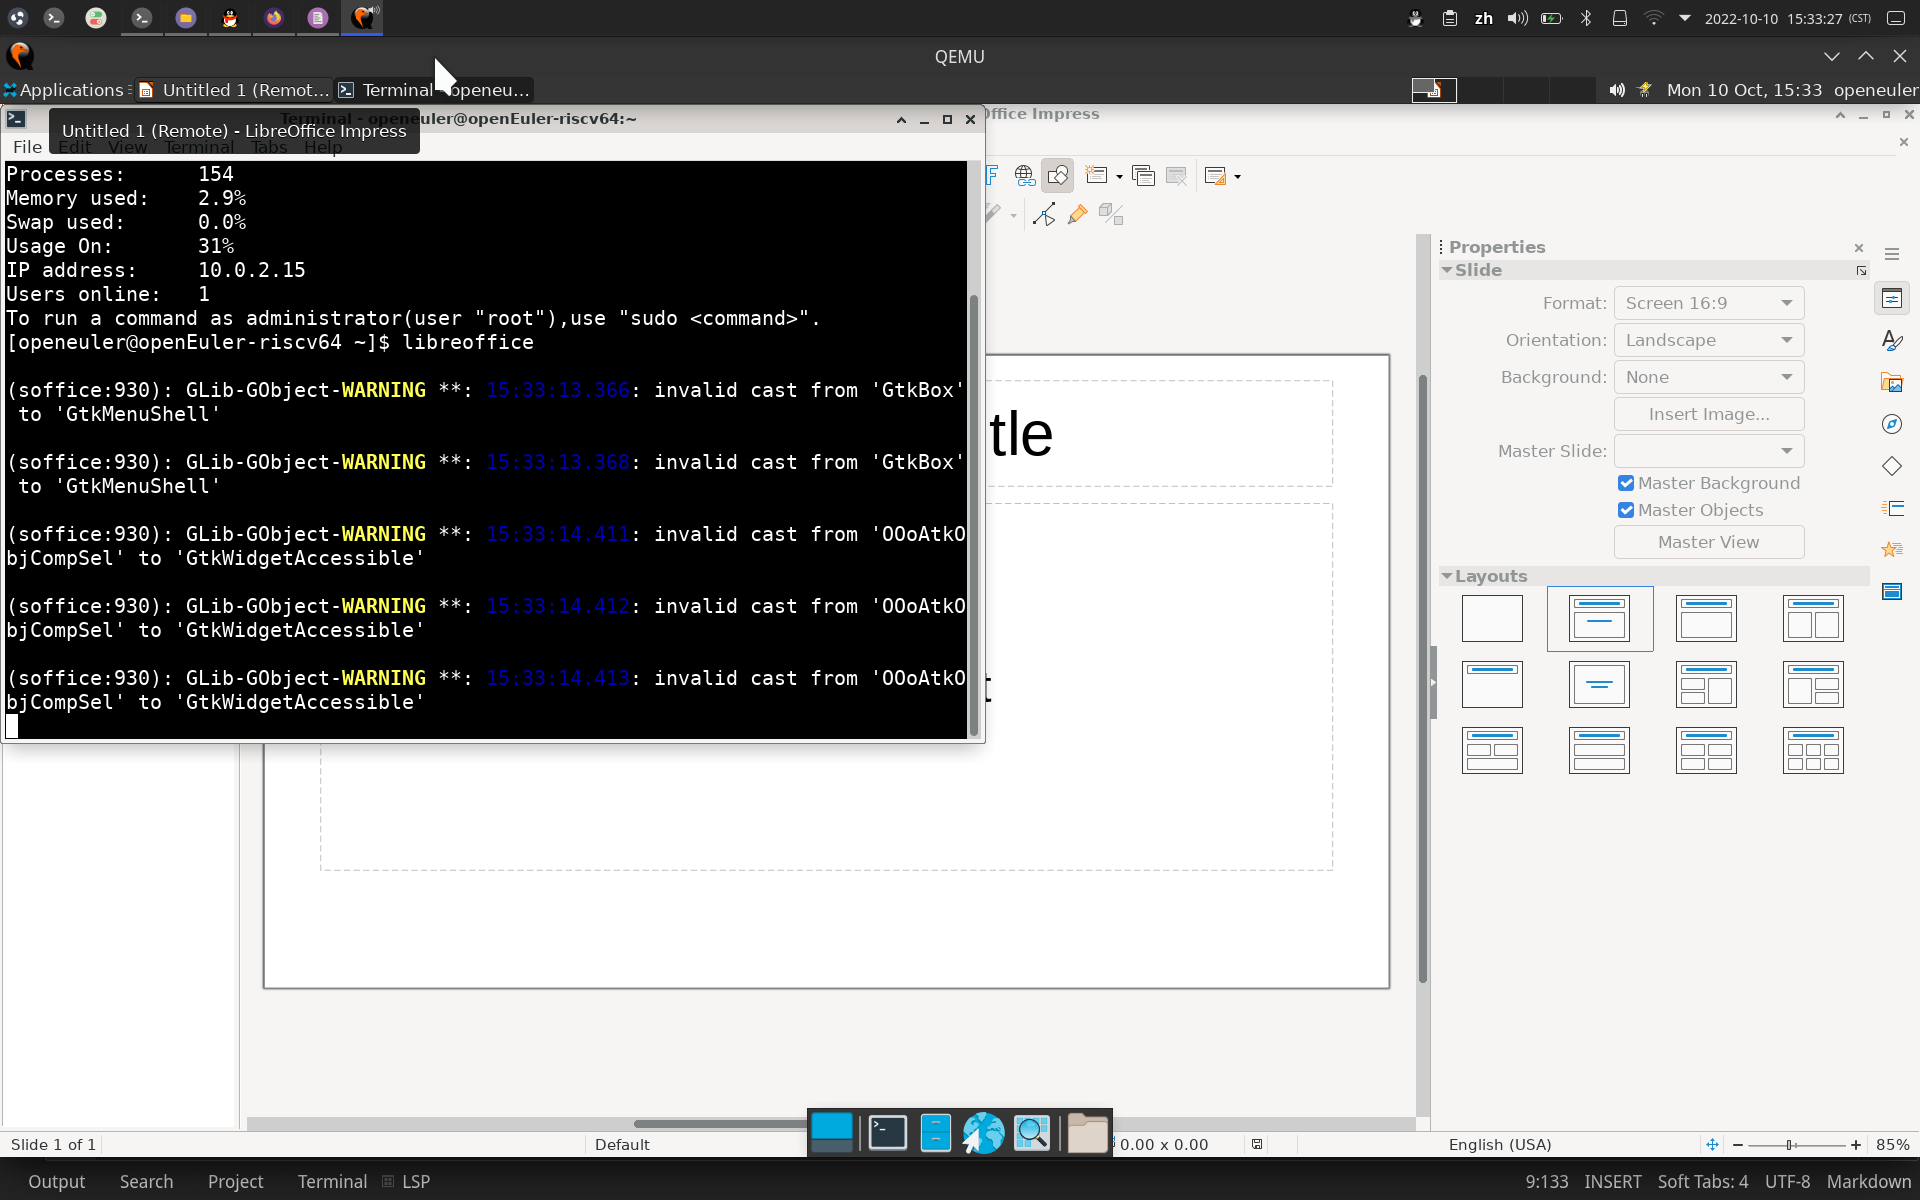 zh
2022-10-10 15:33:27 (CST)
QEMU
Applications
Untitled 1 (Remot...
Terminal - openeu...
Mon 10 Oct, 15:33
openeuler
Terminal - openeuler@openEuler-riscv64:~
Office Impress
Untitled 1 (Remote) - LibreOffice Impress
File Edit View Terminal Tabs Help
Processes: 154
Memory used: 2.9%
Swap used: 0.0%
Usage On: 31%
IP address: 10.0.2.15
Users online: 1
To run a command as administrator(user "root"),use "sudo <command>".
[openeuler@openEuler-riscv64 ~]$ libreoffice
(soffice:930): GLib-GObject-WARNING **: 15:33:13.366: invalid cast from 'GtkBox'
to 'GtkMenuShell'
(soffice:930): GLib-GObject-WARNING **: 15:33:13.368: invalid cast from 'GtkBox'
to 'GtkMenuShell'
(soffice:930): GLib-GObject-WARNING **: 15:33:14.411: invalid cast from 'OOoAtkO
bjCompSel' to 'GtkWidgetAccessible'
(soffice:930): GLib-GObject-WARNING **: 15:33:14.412: invalid cast from 'OOoAtkO
bjCompSel' to 'GtkWidgetAccessible'
(soffice:930): GLib-GObject-WARNING **: 15:33:14.413: invalid cast from 'OOoAtkO
bjCompSel' to 'GtkWidgetAccessible'
tle
t
Properties
Slide
Format: Screen 16:9
Orientation: Landscape
Background: None
Insert Image...
Master Slide:
Master Background
Master Objects
Master View
Layouts
Slide 1 of 1
Default
0.00 x 0.00
English (USA)
85%
Output Search Project Terminal LSP
9:133 INSERT Soft Tabs: 4 UTF-8 Markdown